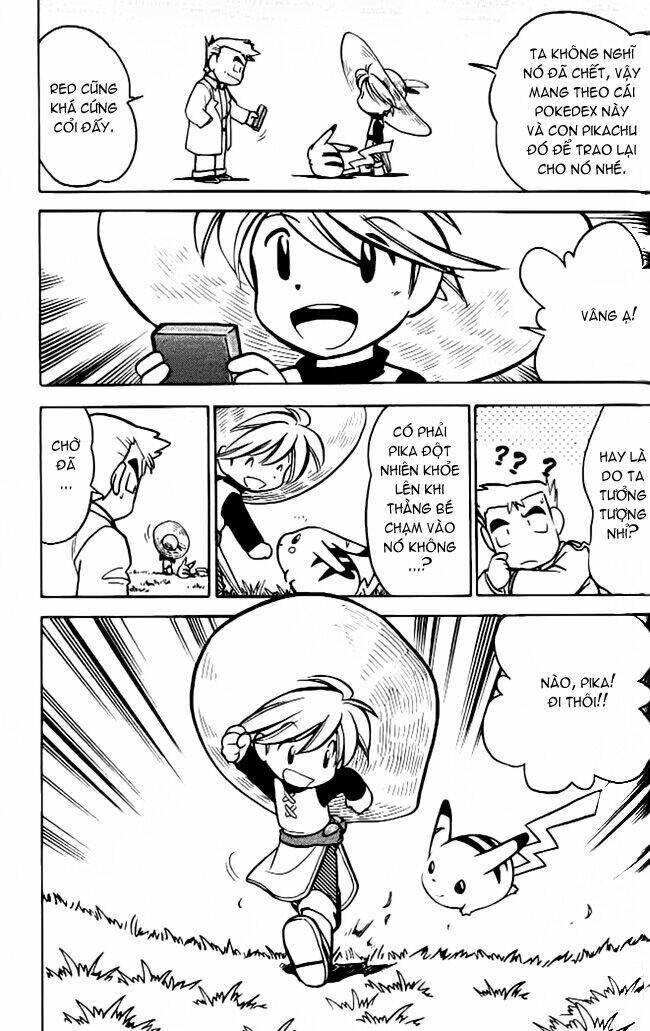 RED CŨNG
KHÁ CỨNG
CỎI ĐẤY.
TA KHÔNG NGHĨ
NÓ ĐÃ CHẾT, VẬY
MANG THEO CÁI
POKEDEX NÀY
VÀ CON PIKACHU
ĐÓ ĐỂ TRAO LẠI
CHO NÓ NHÉ.
VÂNG Ạ!
CHỜ
ĐÃ
...
CÓ PHẢI
PIKA ĐỘT
NHIÊN KHỎE
LÊN KHI
THẰNG BÉ
CHẠM VÀO
NÓ KHÔNG
...?
? ? ?
HAY LÀ
DO TA
TƯỞNG
TƯỢNG
NHỈ?
NÀO, PIKA!
ĐI THÔI!!